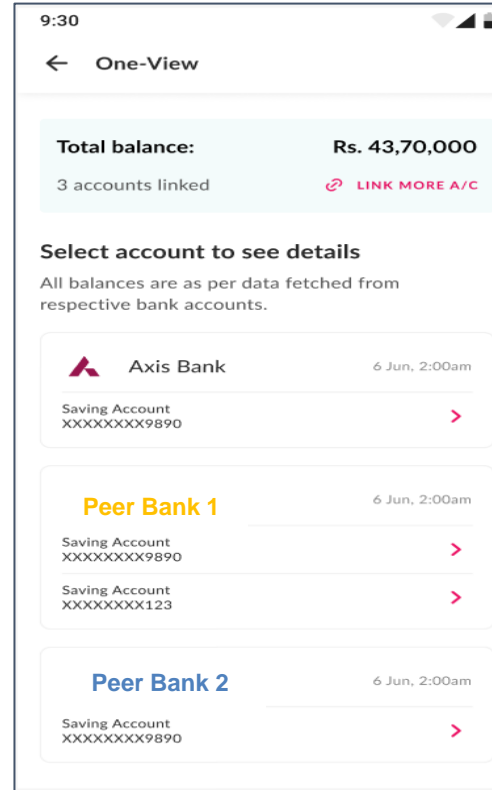 9:30
One-View
Total balance: Rs. 43,70,000
3 accounts linked LINK MORE A/C
Select account to see details
All balances are as per data fetched from
respective bank accounts.
Axis Bank 6 Jun, 2:00am
Saving Account
XXXXXXXX9890
Peer Bank 1 6 Jun, 2:00am
Saving Account
XXXXXXXX9890
Saving Account
XXXXXXXX123
Peer Bank 2 6 Jun, 2:00am
Saving Account
XXXXXXXX9890